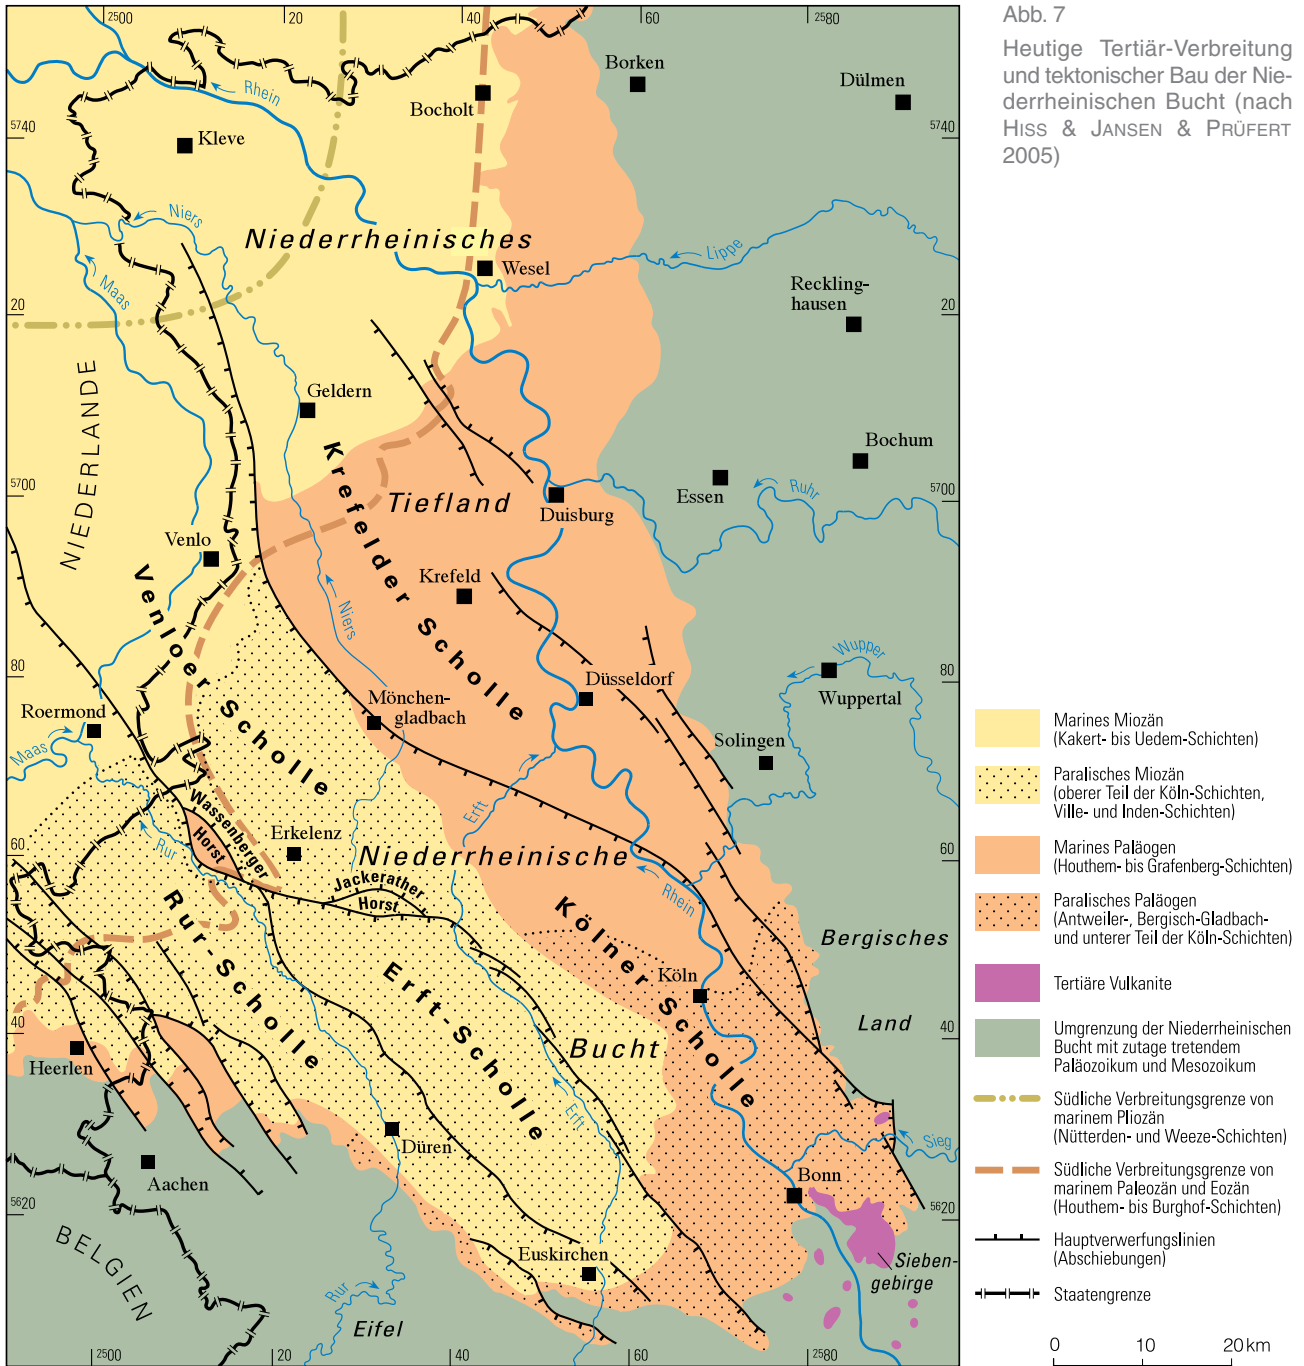 Abb. 7
Heutige Tertiär-Verbreitung
und tektonischer Bau der Nie-
derrheinischen Bucht (nach
HISS & JANSEN & PRÜFERT
2005)
2500
20
40
60
2580
Borken
Dülmen
Rhein
Bocholt
5740
5740
Kleve
Niers
Niederrheinisches
Lippe
Wesel
Maas
Reckling-
hausen
20
20
NIEDERLANDE
Geldern
Bochum
Krefelder Scholle
5700
Tiefland
Essen
Ruhr
5700
Duisburg
Venlo
Venloer Scholle
Krefeld
Niers
Wupper
80
Düsseldorf
80
Mönchen-
gladbach
Wuppertal
Roermond
Maas
Solingen
Erft
Wassenberger
Horst
Erkelenz
Rur
60
Niederrheinische
60
Jackerather
Horst
Rhein
Rur-Scholle
Kölner Scholle
Bergisches
Erft-Scholle
Köln
Land
40
40
Bucht
Heerlen
Erft
Düren
Sieg
Aachen
Bonn
5620
5620
BELGIEN
Euskirchen
Sieben-
gebirge
Rur
Eifel
2500
20
40
60
2580
Marines Miozän
(Kakert- bis Uedem-Schichten)
Paralisches Miozän
(oberer Teil der Köln-Schichten,
Ville- und Inden-Schichten)
Marines Paläogen
(Houthem- bis Grafenberg-Schichten)
Paralisches Paläogen
(Antweiler-, Bergisch-Gladbach-
und unterer Teil der Köln-Schichten)
Tertiäre Vulkanite
Umgrenzung der Niederrheinischen
Bucht mit zutage tretendem
Paläozoikum und Mesozoikum
Südliche Verbreitungsgrenze von
marinem Pliozän
(Nütterden- und Weeze-Schichten)
Südliche Verbreitungsgrenze von
marinem Paleozän und Eozän
(Houthem- bis Burghof-Schichten)
Hauptverwerfungslinien
(Abschiebungen)
Staatengrenze
0 10 20 km